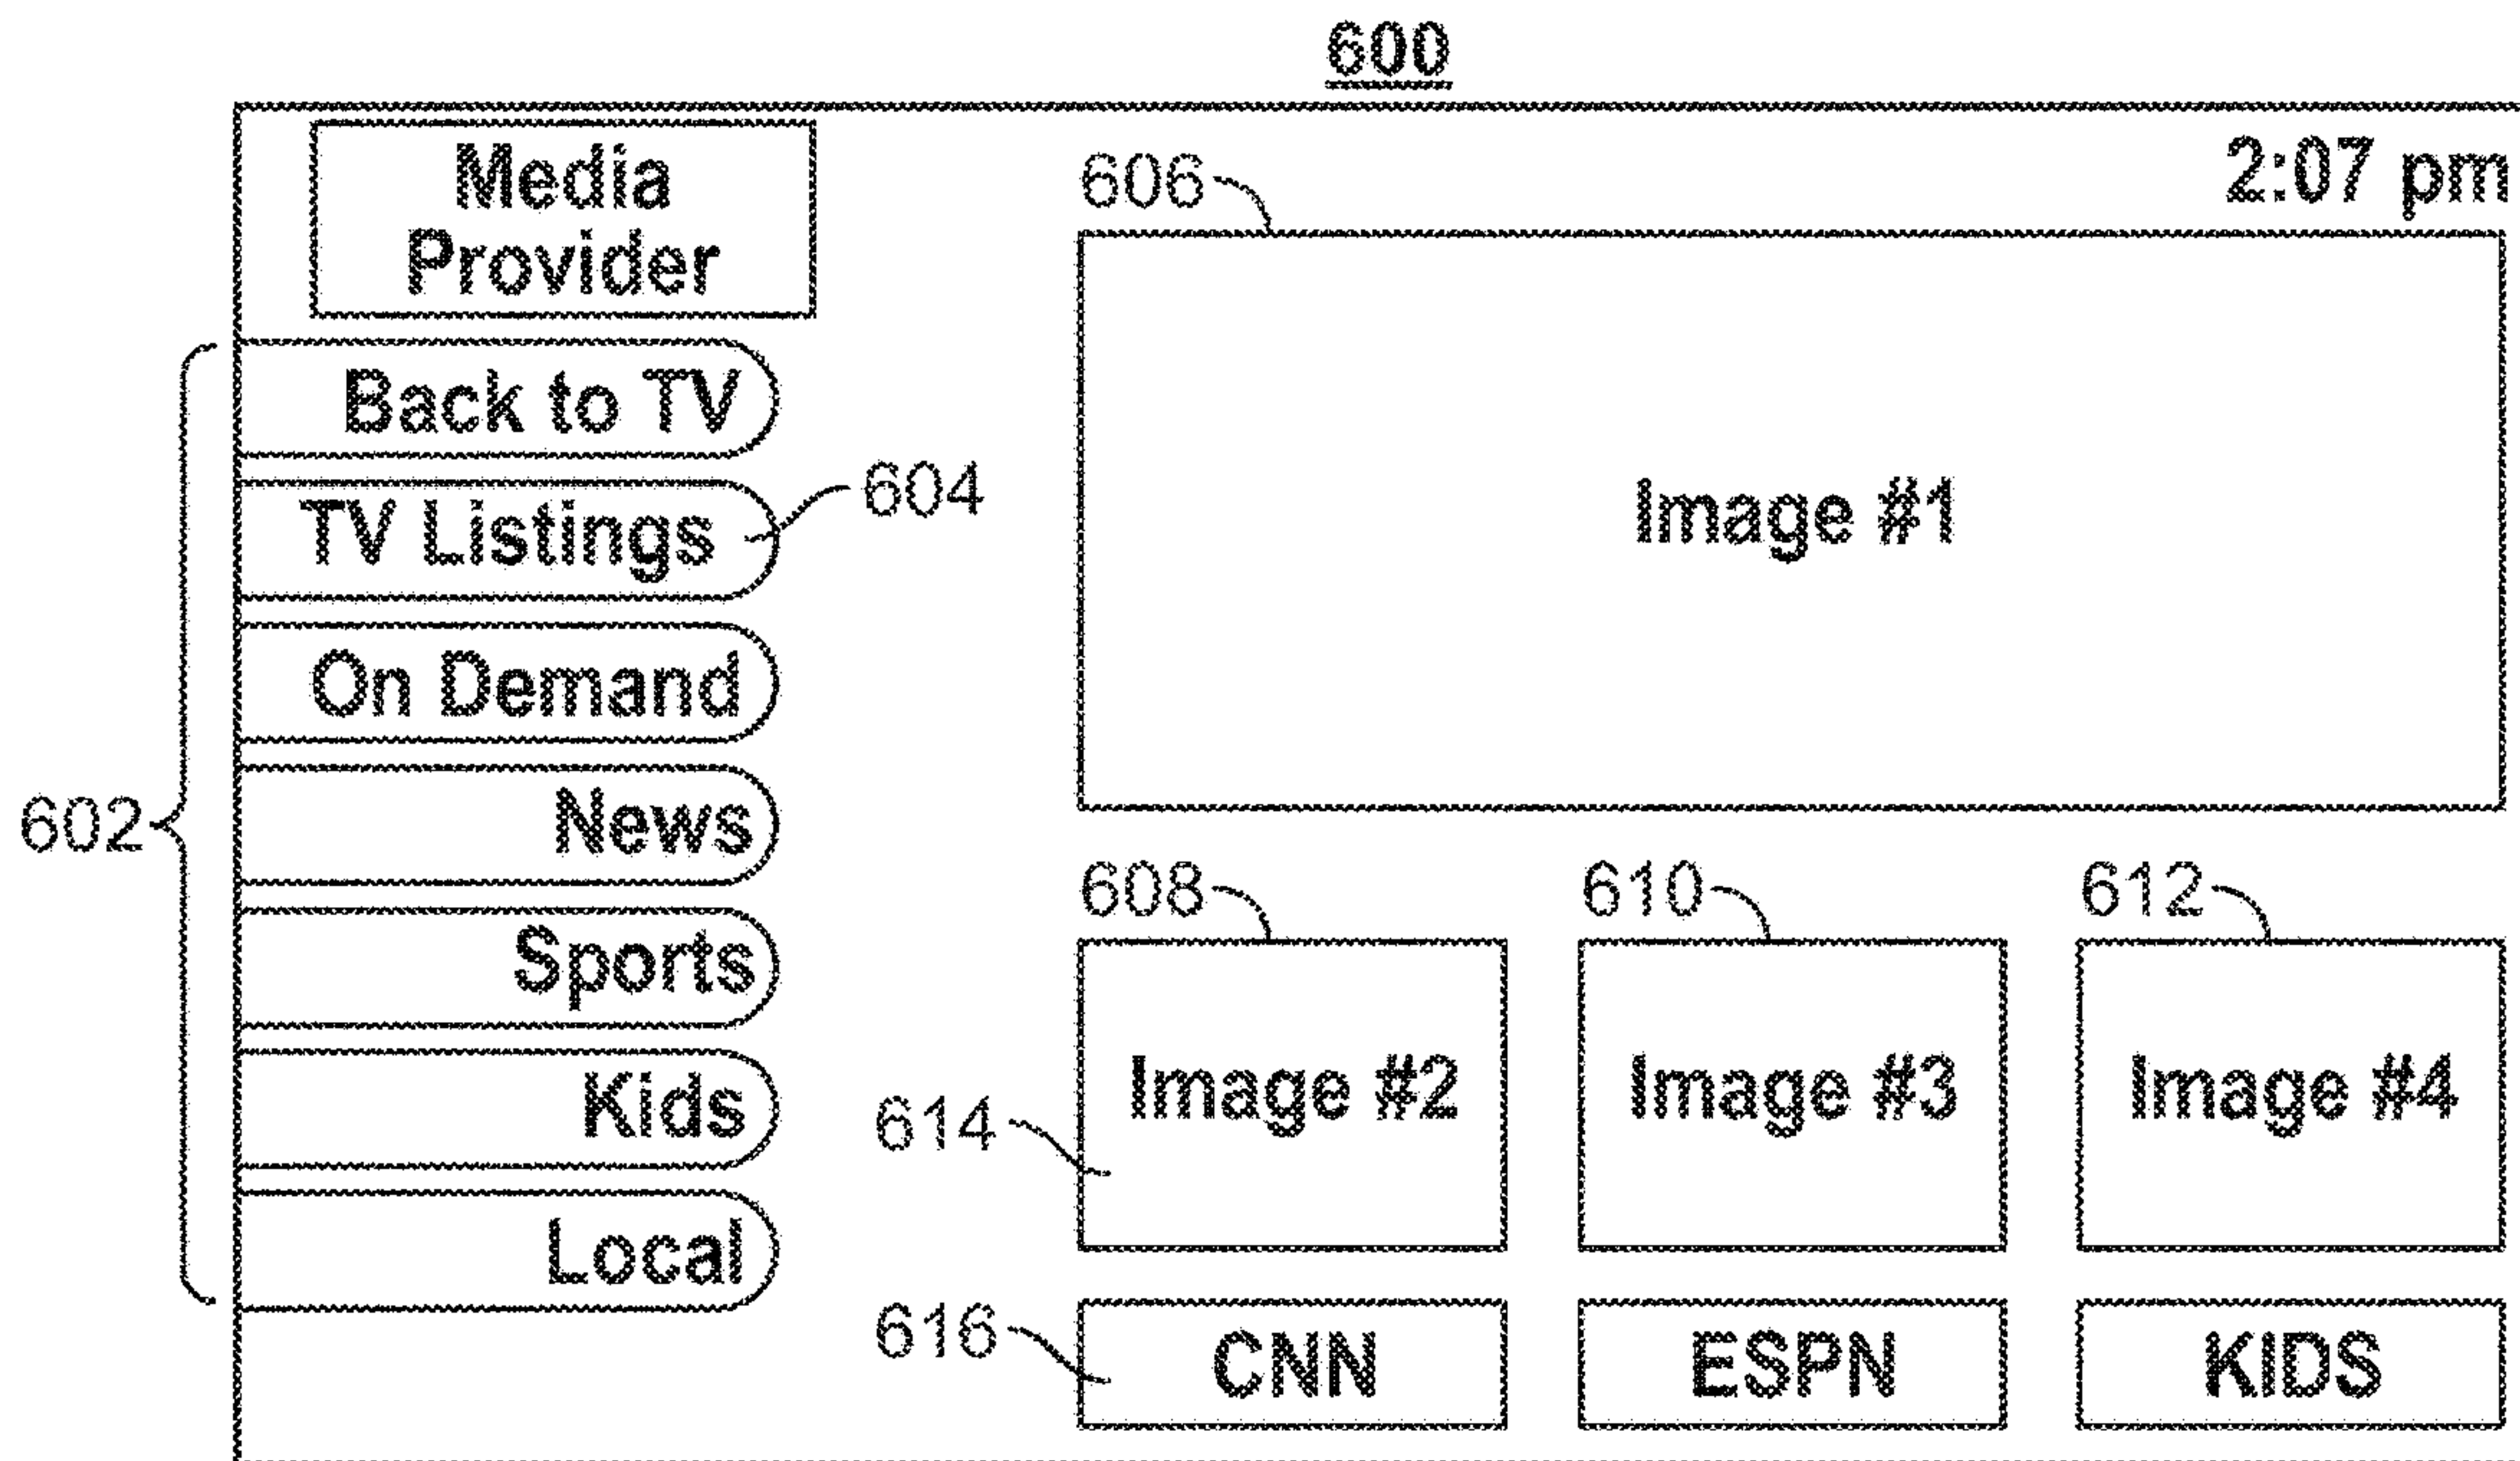 600
Media
Provider
2:07 pm
606
Back to TV
604
TV Listings
Image #1
On Demand
602
News
608
610
612
Sports
Image #2
Image #3
Image #4
614
Kids
Local
616
CNN
ESPN
KIDS